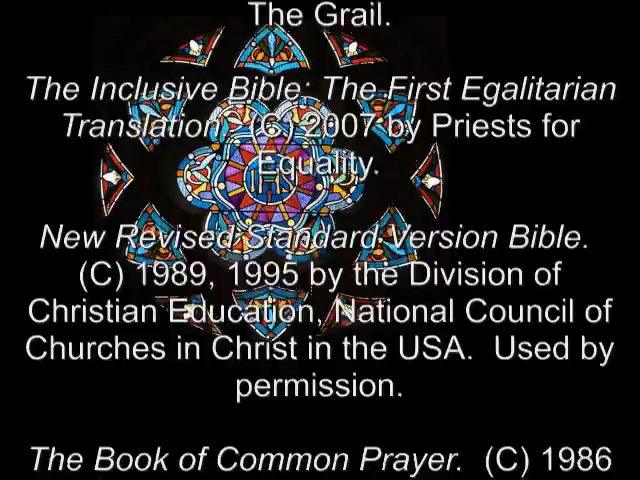 The Grail.
The Inclusive Bible: The First Egalitarian
Translation (C) 2007 by Priests for
Equality.
IHS
New Revised Standard Version Bible.
(C) 1989, 1995 by the Division of
Christian Education, National Council of
Churches in Christ in the USA. Used by
permission.
The Book of Common Prayer. (C) 1986